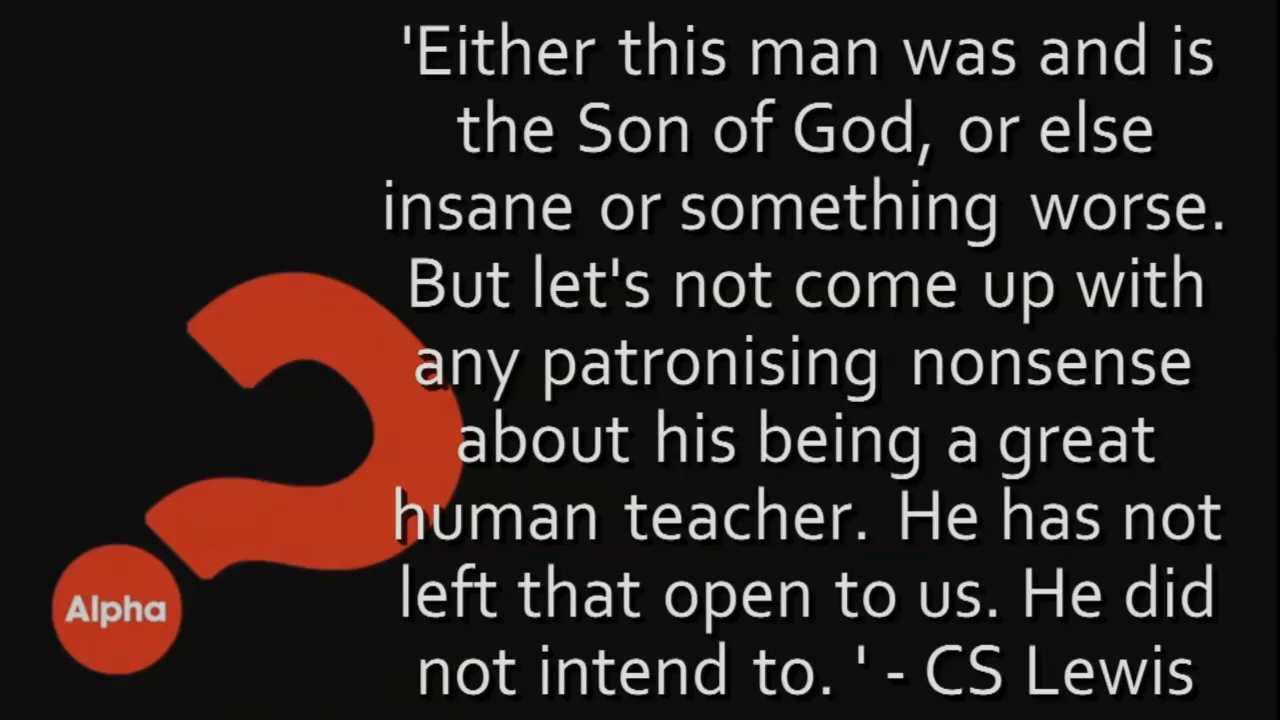 'Either this man was and is
the Son of God, or else
insane or something worse.
But let's not come up with
any patronising nonsense
about his being a great
human teacher. He has not
left that open to us. He did
not intend to. ' - CS Lewis
Alpha